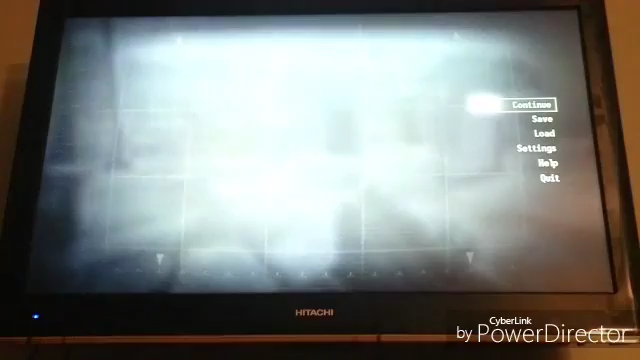 Continue
Save
Load
Settings
Help
Quit
HITACHI
CyberLink
by PowerDirector